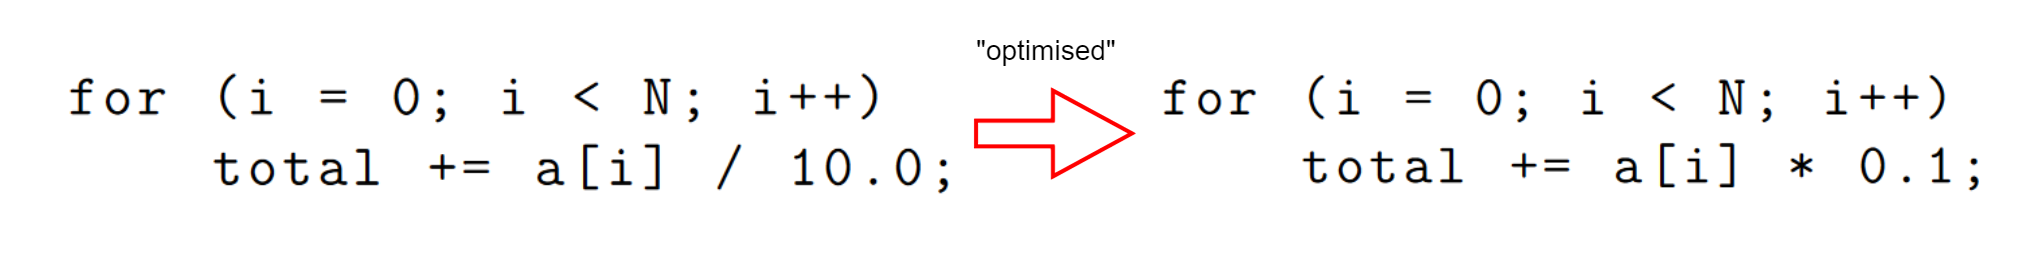 for (i = 0; i < N; i++)
    total += a[i] / 10.0;
"optimised"
for (i = 0; i < N; i++)
    total += a[i] * 0.1;